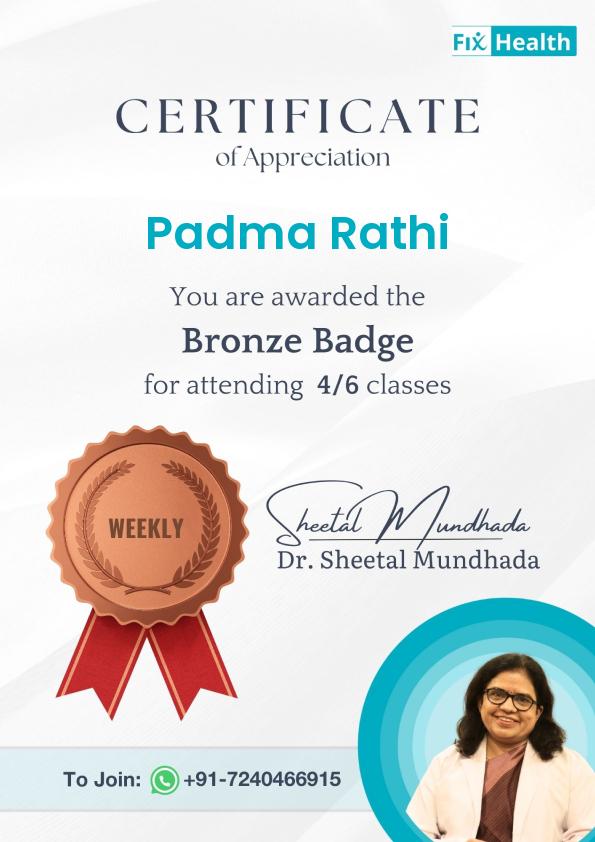 Fix Health
CERTIFICATE
of Appreciation
Padma Rathi
You are awarded the
Bronze Badge
for attending 4/6 classes
WEEKLY
Sheetal Mundhada
Dr. Sheetal Mundhada
To Join: +91-7240466915